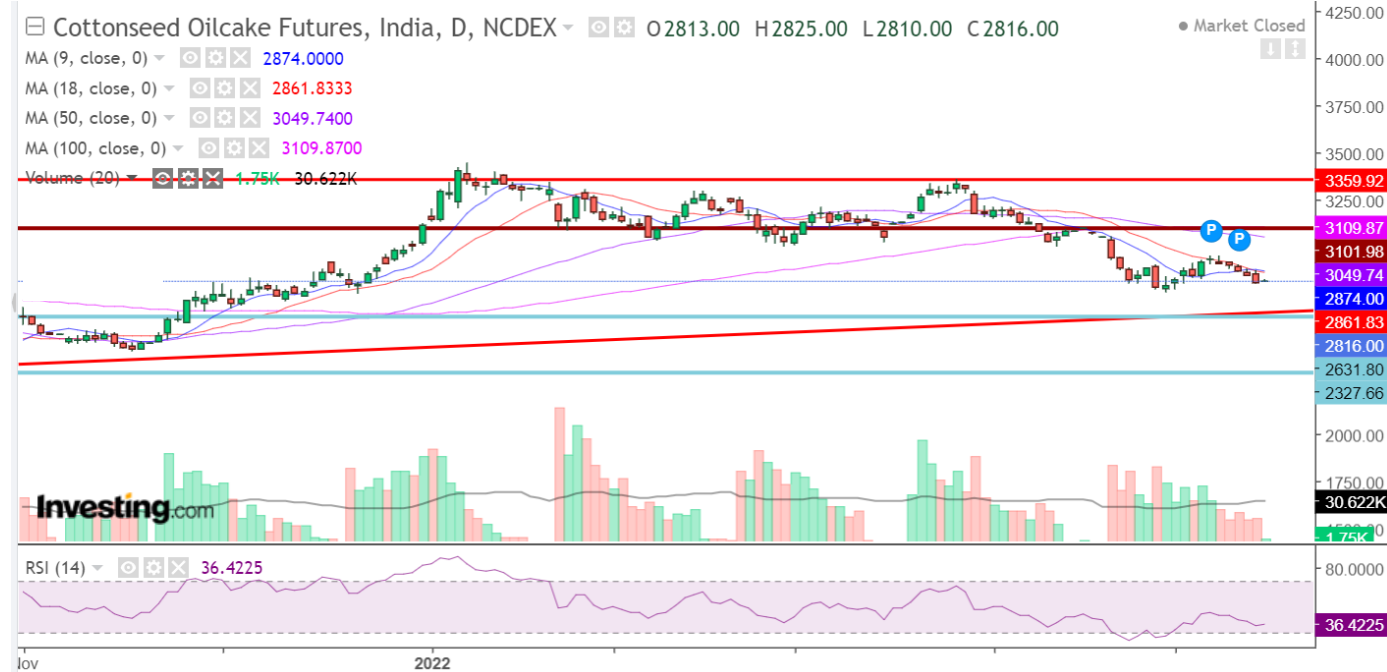 Cottonseed Oilcake Futures, India, D, NCDEX O2813.00 H2825.00 L2810.00 C2816.00
Market Closed
MA (9, close, 0) 2874.0000
MA (18, close, 0) 2861.8333
MA (50, close, 0) 3049.7400
MA (100, close, 0) 3109.8700
Volume (20) 1.75K 30.622K
4250.00
4000.00
3750.00
3500.00
3359.92
3250.00
3109.87
3101.98
3049.74
2874.00
2861.83
2816.00
2631.80
2327.66
2000.00
1750.00
30.622K
1.75K
P
P
Investing.com
RSI (14) 36.4225
80.0000
36.4225
2022